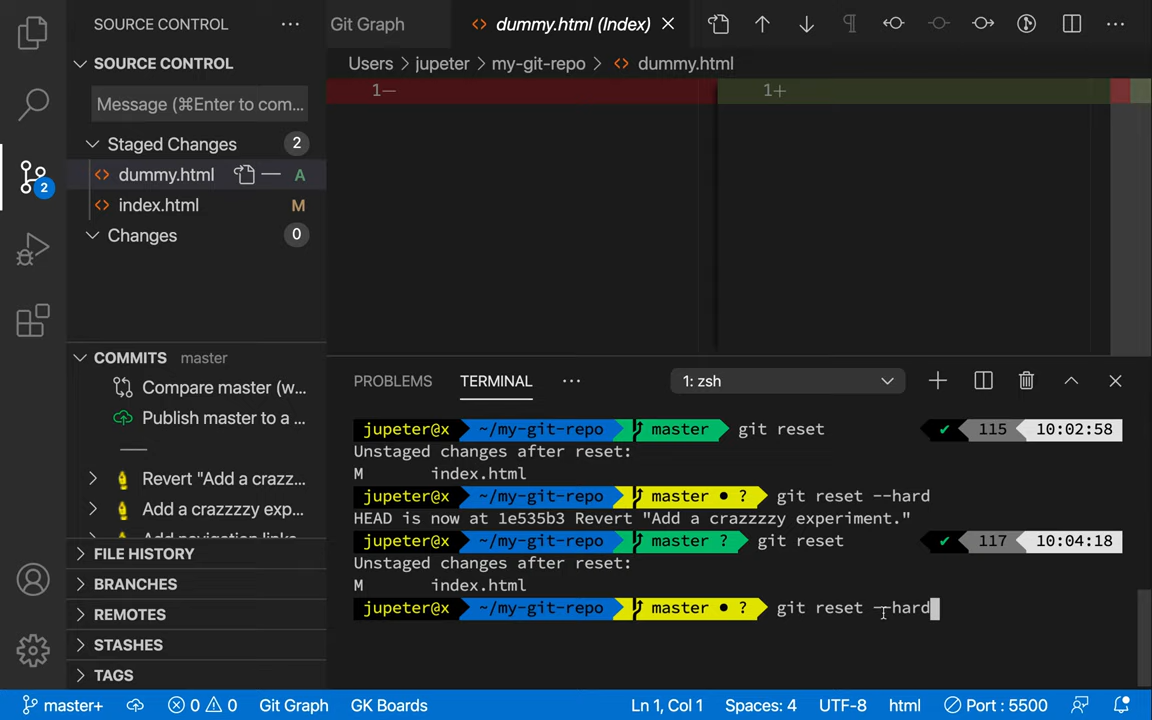 SOURCE CONTROL
Git Graph
dummy.html (Index)
SOURCE CONTROL
Users > jupeter > my-git-repo > dummy.html
Message (⌘Enter to com...
1—
1+
Staged Changes 2
dummy.html A
2
index.html M
Changes 0
COMMITS master
Compare master (w...
Publish master to a ...
Revert "Add a crazz...
Add a crazzzzy exp...
FILE HISTORY
BRANCHES
REMOTES
STASHES
TAGS
PROBLEMS TERMINAL 1: zsh
jupeter@x ~/my-git-repo master git reset ✔ 115 10:02:58
Unstaged changes after reset:
M index.html
jupeter@x ~/my-git-repo master ● ? git reset --hard
HEAD is now at 1e535b3 Revert "Add a crazzzzy experiment."
jupeter@x ~/my-git-repo master ? git reset ✔ 117 10:04:18
Unstaged changes after reset:
M index.html
jupeter@x ~/my-git-repo master ● ? git reset --hard
master+ 0 0 Git Graph GK Boards Ln 1, Col 1 Spaces: 4 UTF-8 html Port : 5500